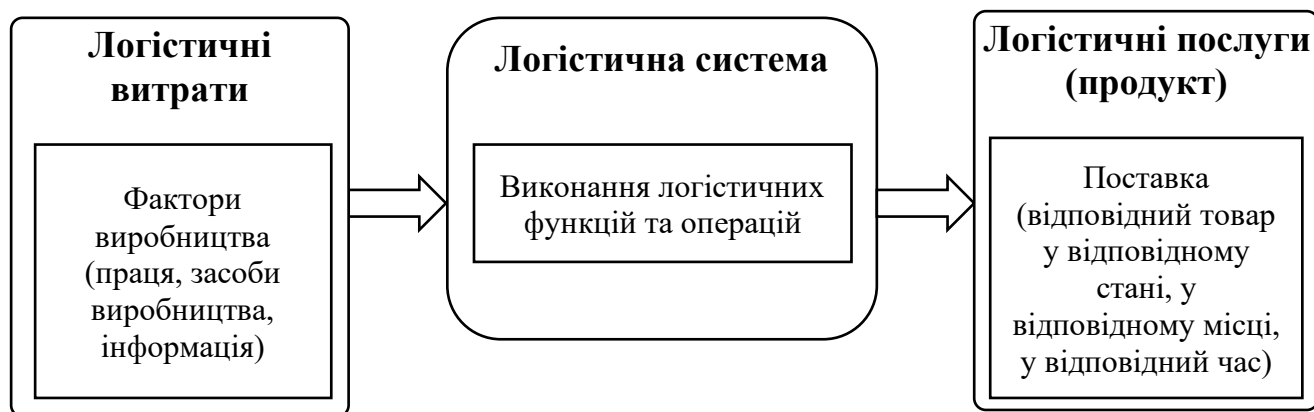 Логістичні
витрати
Фактори
виробництва
(праця, засоби
виробництва,
інформація)
Логістична система
Виконання логістичних
функцій та операцій
Логістичні послуги
(продукт)
Поставка
(відповідний товар
у відповідному
стані, у
відповідному місці,
у відповідний час)